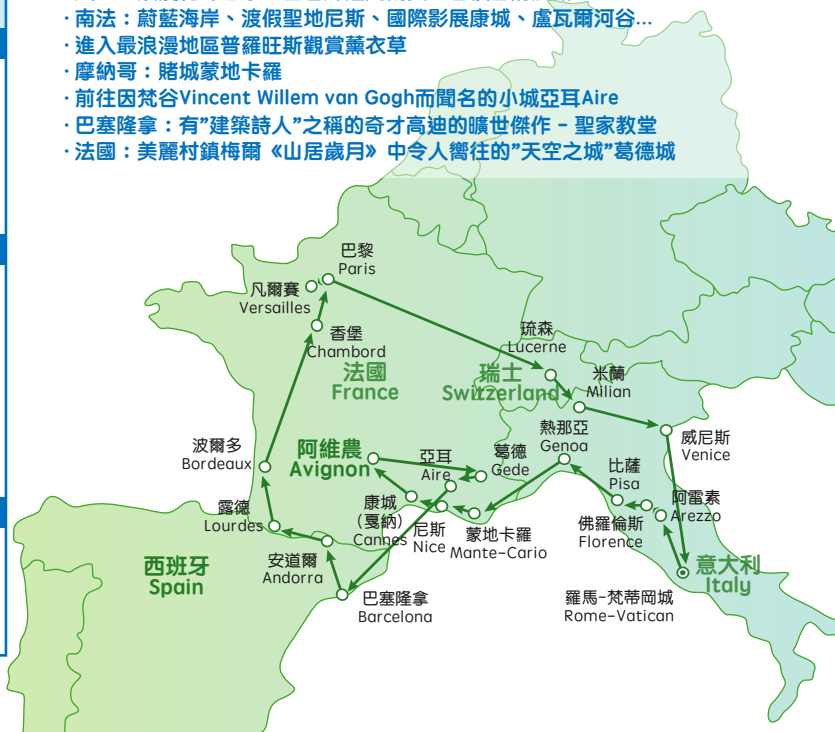 ·南法：蔚藍海岸、渡假聖地尼斯、國際影展康城、盧瓦爾河谷...
·進入最浪漫地區普羅旺斯觀賞薰衣草
·摩納哥：賭城蒙地卡羅
·前往因梵谷Vincent Willem van Gogh而聞名的小城亞耳Aire
·巴塞隆拿：有”建築詩人”之稱的奇才高迪的曠世傑作－聖家教堂
·法國：美麗村鎮梅爾《山居歲月》中令人嚮往的”天空之城”葛德城
巴黎
Paris
凡爾賽
Versailles
香堡
Chambord
琉森
Lucerne
法國
France
瑞士
Switzerland
米蘭
Milian
波爾多
Bordeaux
阿維農
Avignon
亞耳
Aire
葛德
Gede
熱那亞
Genoa
威尼斯
Venice
比薩
Pisa
露德
Lourdes
康城
（戛納）
Cannes
尼斯
Nice
蒙地卡羅
Mante-Cario
佛羅倫斯
Florence
阿雷素
Arezzo
西班牙
Spain
安道爾
Andorra
巴塞隆拿
Barcelona
意大利
Italy
羅馬-梵蒂岡城
Rome-Vatican